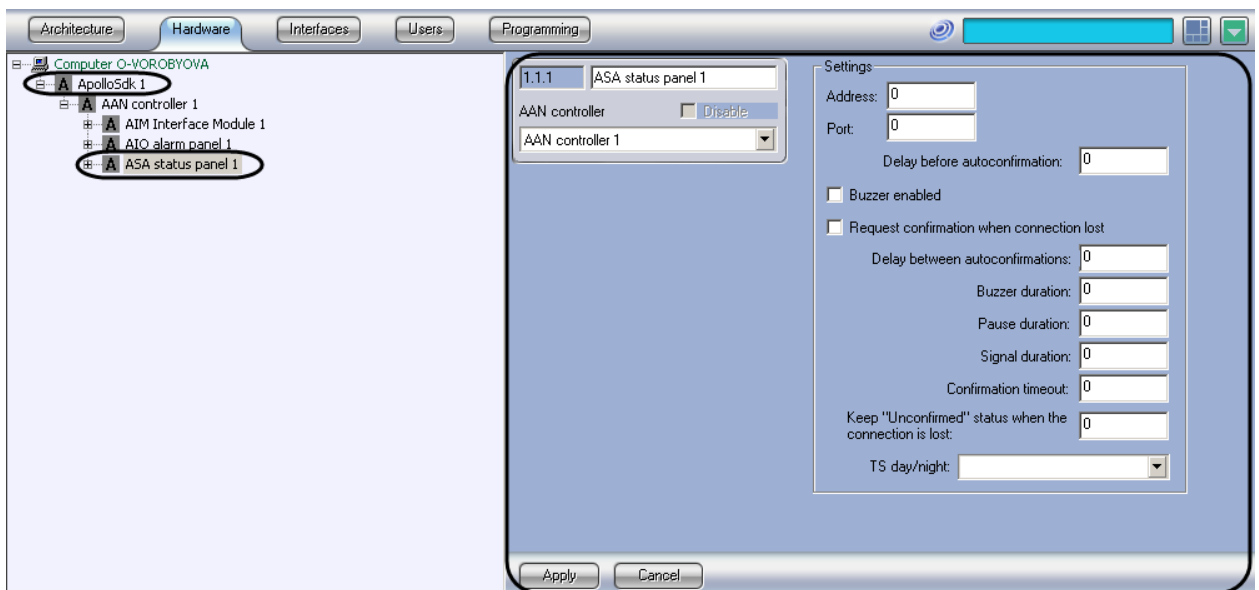 Architecture Hardware Interfaces Users Programming
Computer O-VOROBYOVA
ApolloSdk 1
AAN controller 1
AIM Interface Module 1
AIO alarm panel 1
ASA status panel 1
1.1.1 ASA status panel 1
AAN controller Disable
AAN controller 1
Settings
Address: 0
Port: 0
Delay before autoconfirmation: 0
Buzzer enabled
Request confirmation when connection lost
Delay between autoconfirmations: 0
Buzzer duration: 0
Pause duration: 0
Signal duration: 0
Confirmation timeout: 0
Keep "Unconfirmed" status when the
connection is lost: 0
TS day/night:
Apply Cancel